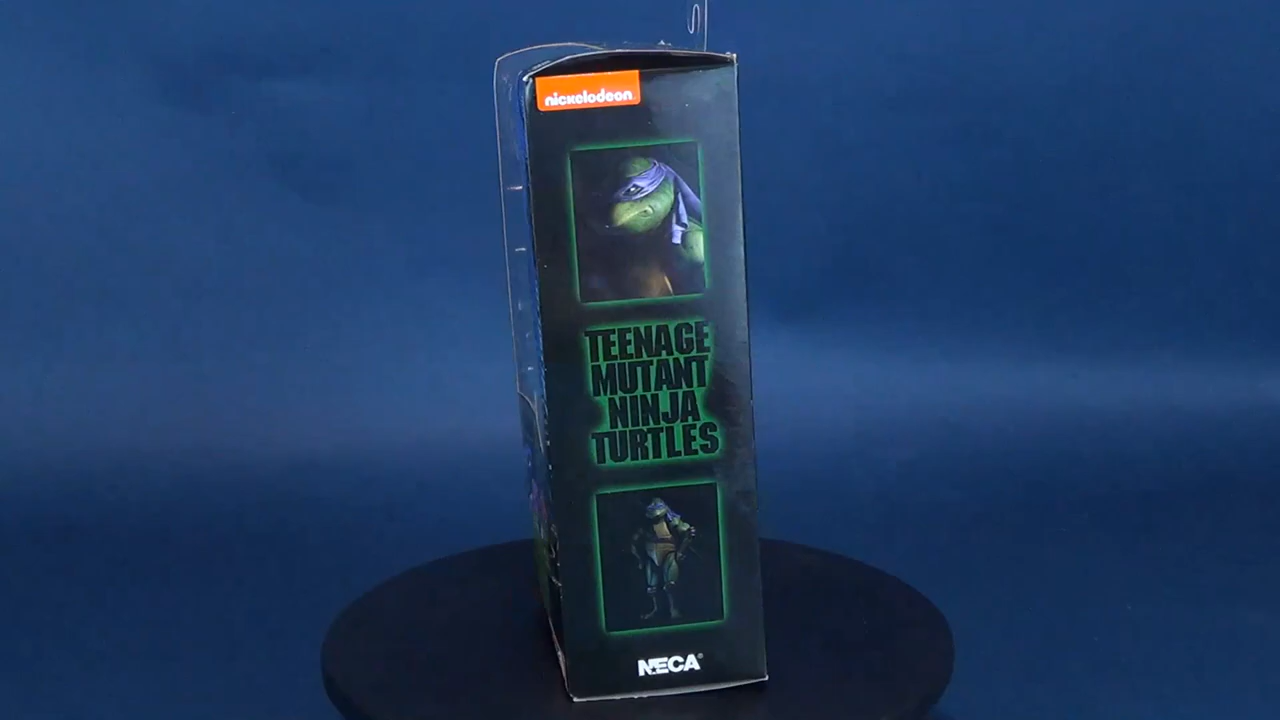 nickelodeon
TEENAGE
MUTANT
NINJA
TURTLES
NECA®